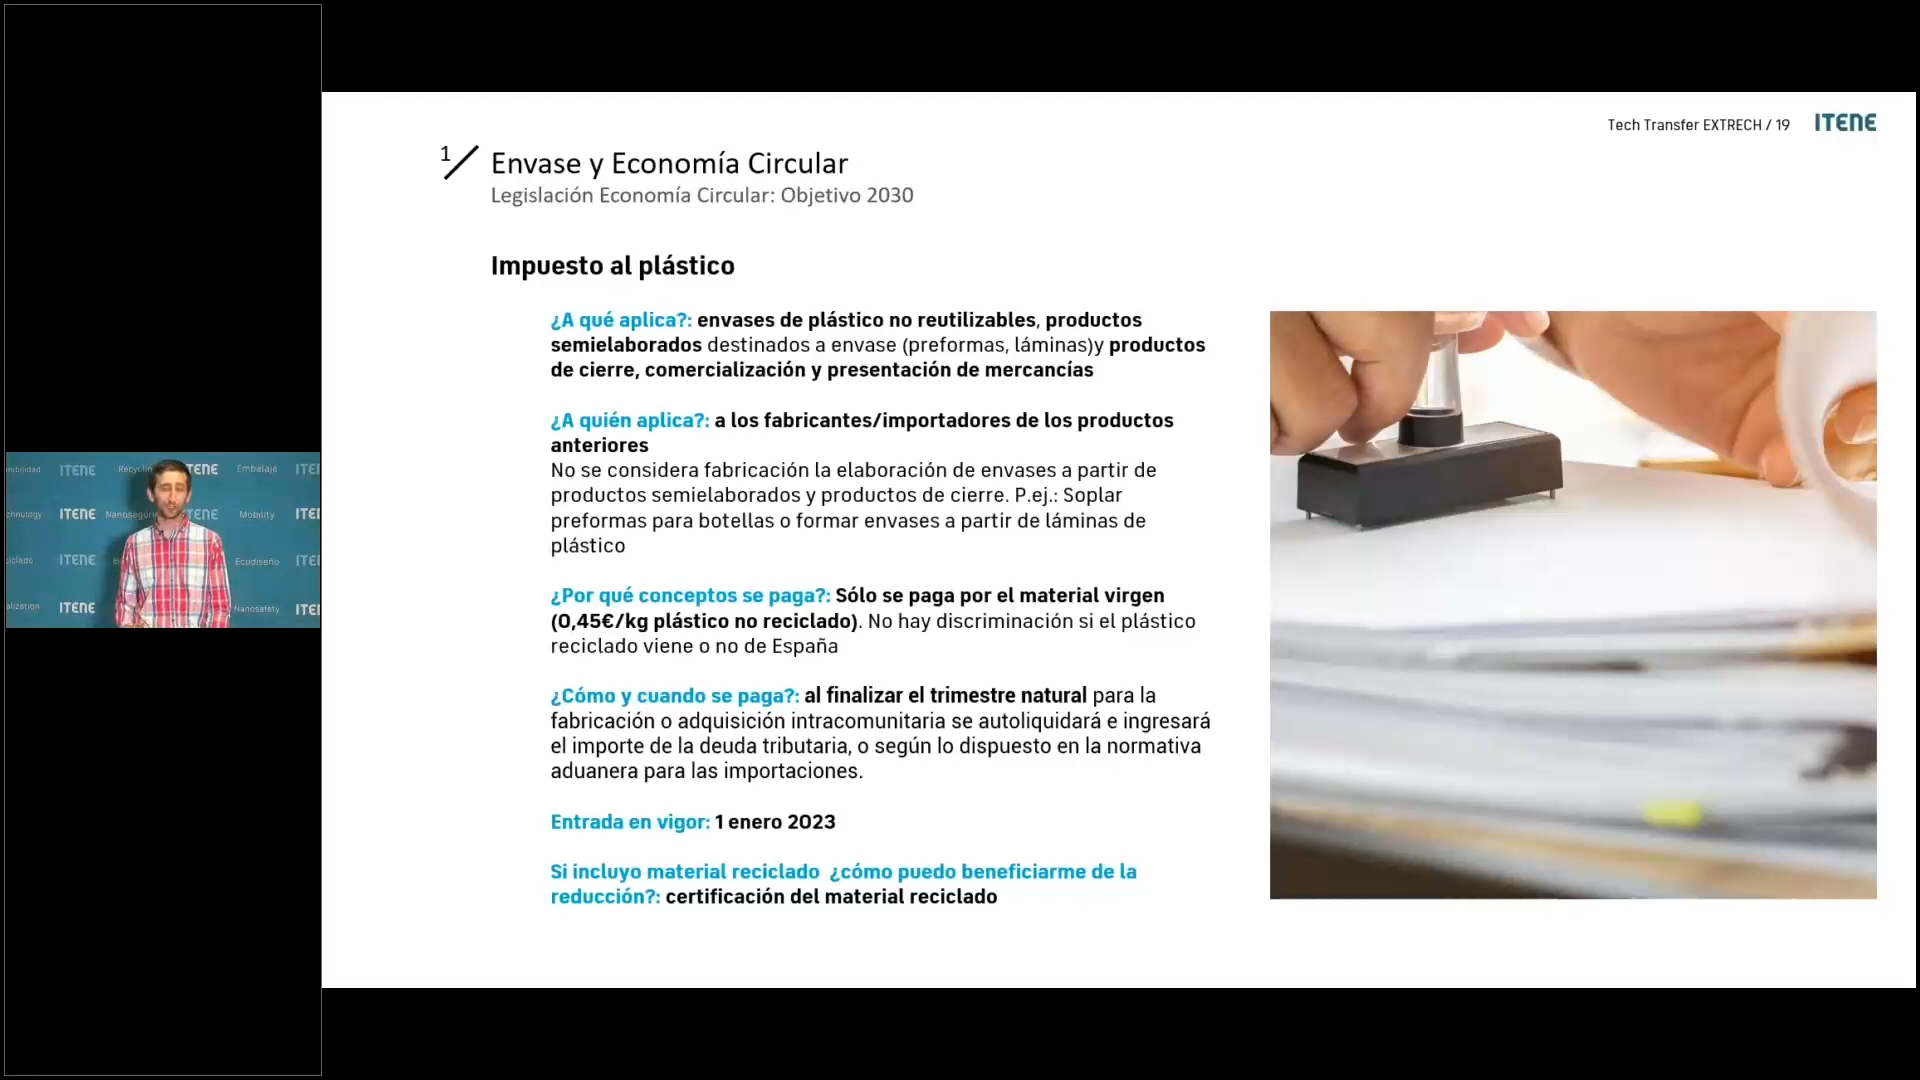 Tech Transfer EXTRECH / 19 ITENE
1
Envase y Economía Circular
Legislación Economía Circular: Objetivo 2030
Impuesto al plástico
¿A qué aplica?: envases de plástico no reutilizables, productos
semielaborados destinados a envase (preformas, láminas)y productos
de cierre, comercialización y presentación de mercancías
¿A quién aplica?: a los fabricantes/importadores de los productos
anteriores
No se considera fabricación la elaboración de envases a partir de
productos semielaborados y productos de cierre. P.ej.: Soplar
preformas para botellas o formar envases a partir de láminas de
plástico
¿Por qué conceptos se paga?: Sólo se paga por el material virgen
(0,45€/kg plástico no reciclado). No hay discriminación si el plástico
reciclado viene o no de España
¿Cómo y cuando se paga?: al finalizar el trimestre natural para la
fabricación o adquisición intracomunitaria se autoliquidará e ingresará
el importe de la deuda tributaria, o según lo dispuesto en la normativa
aduanera para las importaciones.
Entrada en vigor: 1 enero 2023
Si incluyo material reciclado ¿cómo puedo beneficiarme de la
reducción?: certificación del material reciclado
ITENE Embalaje
ITENE Mobility
ITENE Ecodiseño
ITENE Nanosafety